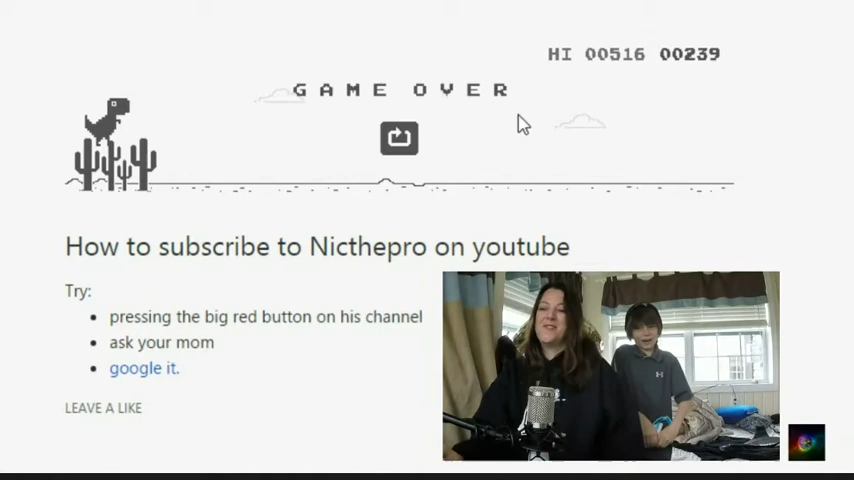 HI 00516 00239
GAME OVER
How to subscribe to Nicthepro on youtube
Try:
pressing the big red button on his channel
ask your mom
google it.
LEAVE A LIKE